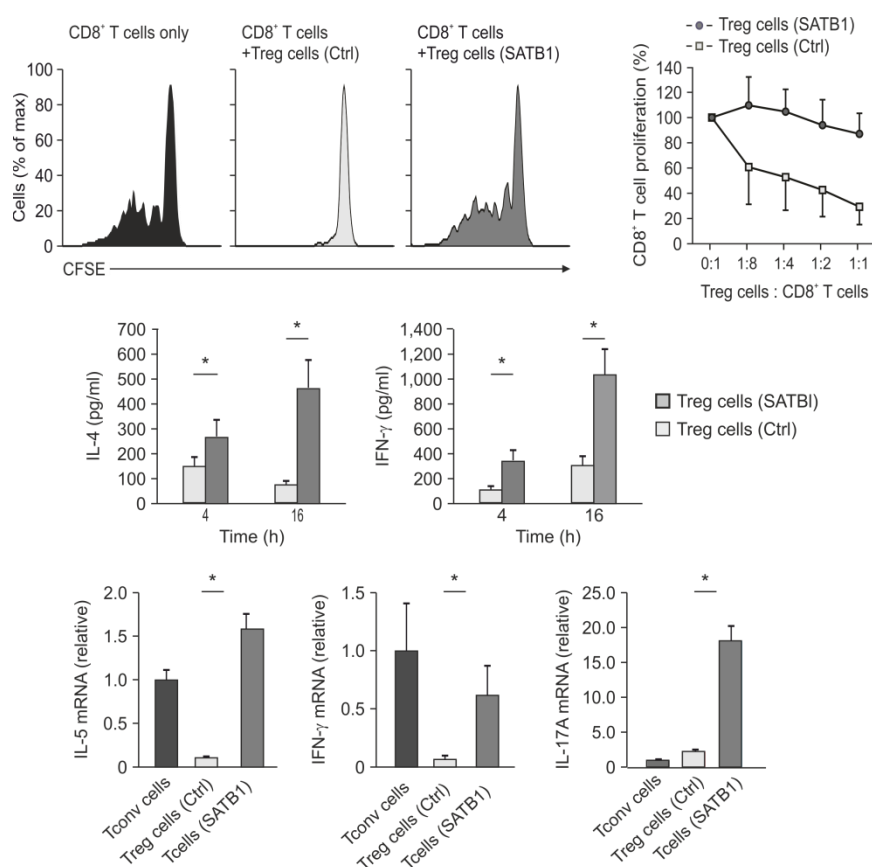 CD8⁺ T cells only
CD8⁺ T cells
+Treg cells (Ctrl)
CD8⁺ T cells
+Treg cells (SATB1)
Cells (% of max)
100
80
60
40
20
0
CFSE
Treg cells (SATB1)
Treg cells (Ctrl)
CD8⁺ T cell proliferation (%)
140
120
100
80
60
40
20
0
0:1
1:8
1:4
1:2
1:1
Treg cells : CD8⁺ T cells
IL-4 (pg/ml)
700
600
500
400
300
200
100
0
*
*
4
16
Time (h)
IFN-γ (pg/ml)
1,400
1,200
1,000
800
600
400
200
0
*
*
4
16
Time (h)
Treg cells (SATBI)
Treg cells (Ctrl)
IL-5 mRNA (relative)
2.0
1.5
1.0
0.5
0
*
Tconv cells
Treg cells (Ctrl)
Tcells (SATB1)
IFN-γ mRNA (relative)
1.5
1.0
0.5
0
*
Tconv cells
Treg cells (Ctrl)
Tcells (SATB1)
IL-17A mRNA (relative)
25.0
20.0
15.0
10.0
5.0
0
*
Tconv cells
Treg cells (Ctrl)
Tcells (SATB1)